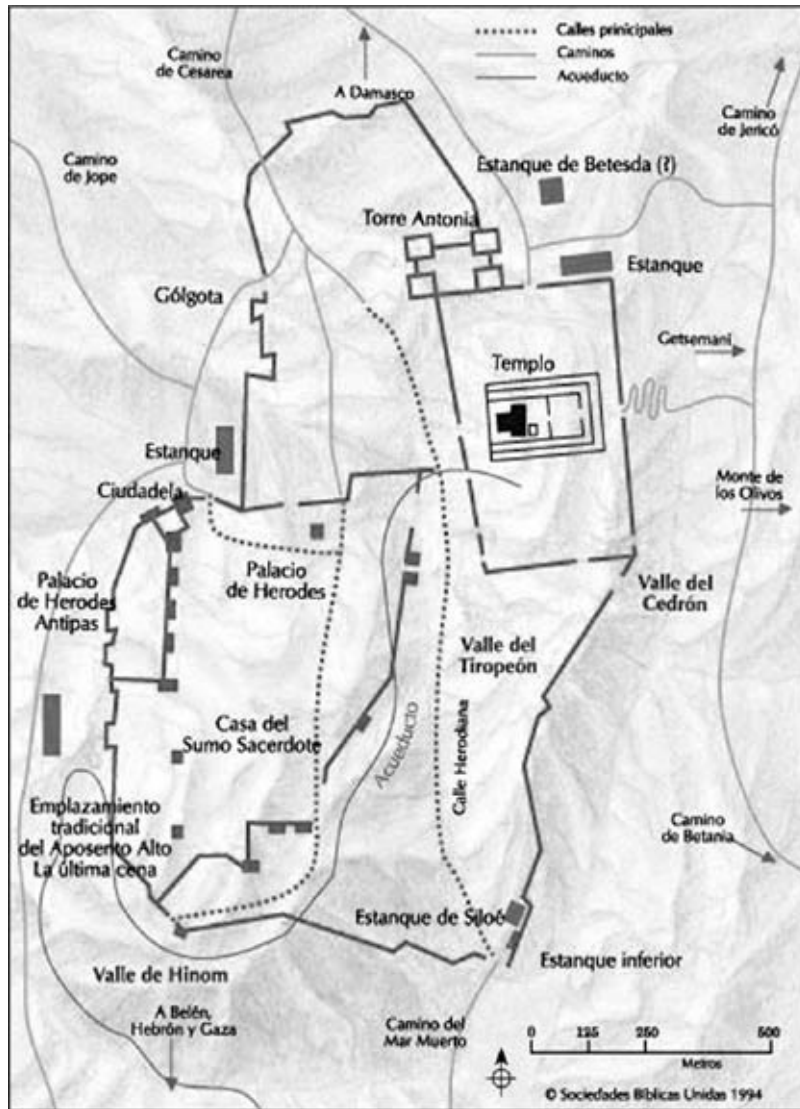 Calles prinicipales
Caminos
Acueducto
Camino
de Cesarea
A Damasco
Camino
de Jericó
Camino
de Jope
Estanque de Betesda (?)
Torre Antonia
Estanque
Gólgota
Getsemaní
Templo
Estanque
Ciudadela
Monte de
los Olivos
Palacio
de Herodes
Antipas
Palacio
de Herodes
Valle del
Cedrón
Valle del
Tiropeón
Casa del
Sumo Sacerdote
Acueducto
Calle Herodiana
Emplazamiento
tradicional
del Aposento Alto
La última cena
Camino
de Betania
Estanque de Siloé
Estanque inferior
Valle de Hinom
A Belén,
Hebrón y Gaza
Camino del
Mar Muerto
0 125 250 500
Metros
© Sociedades Bíblicas Unidas 1994